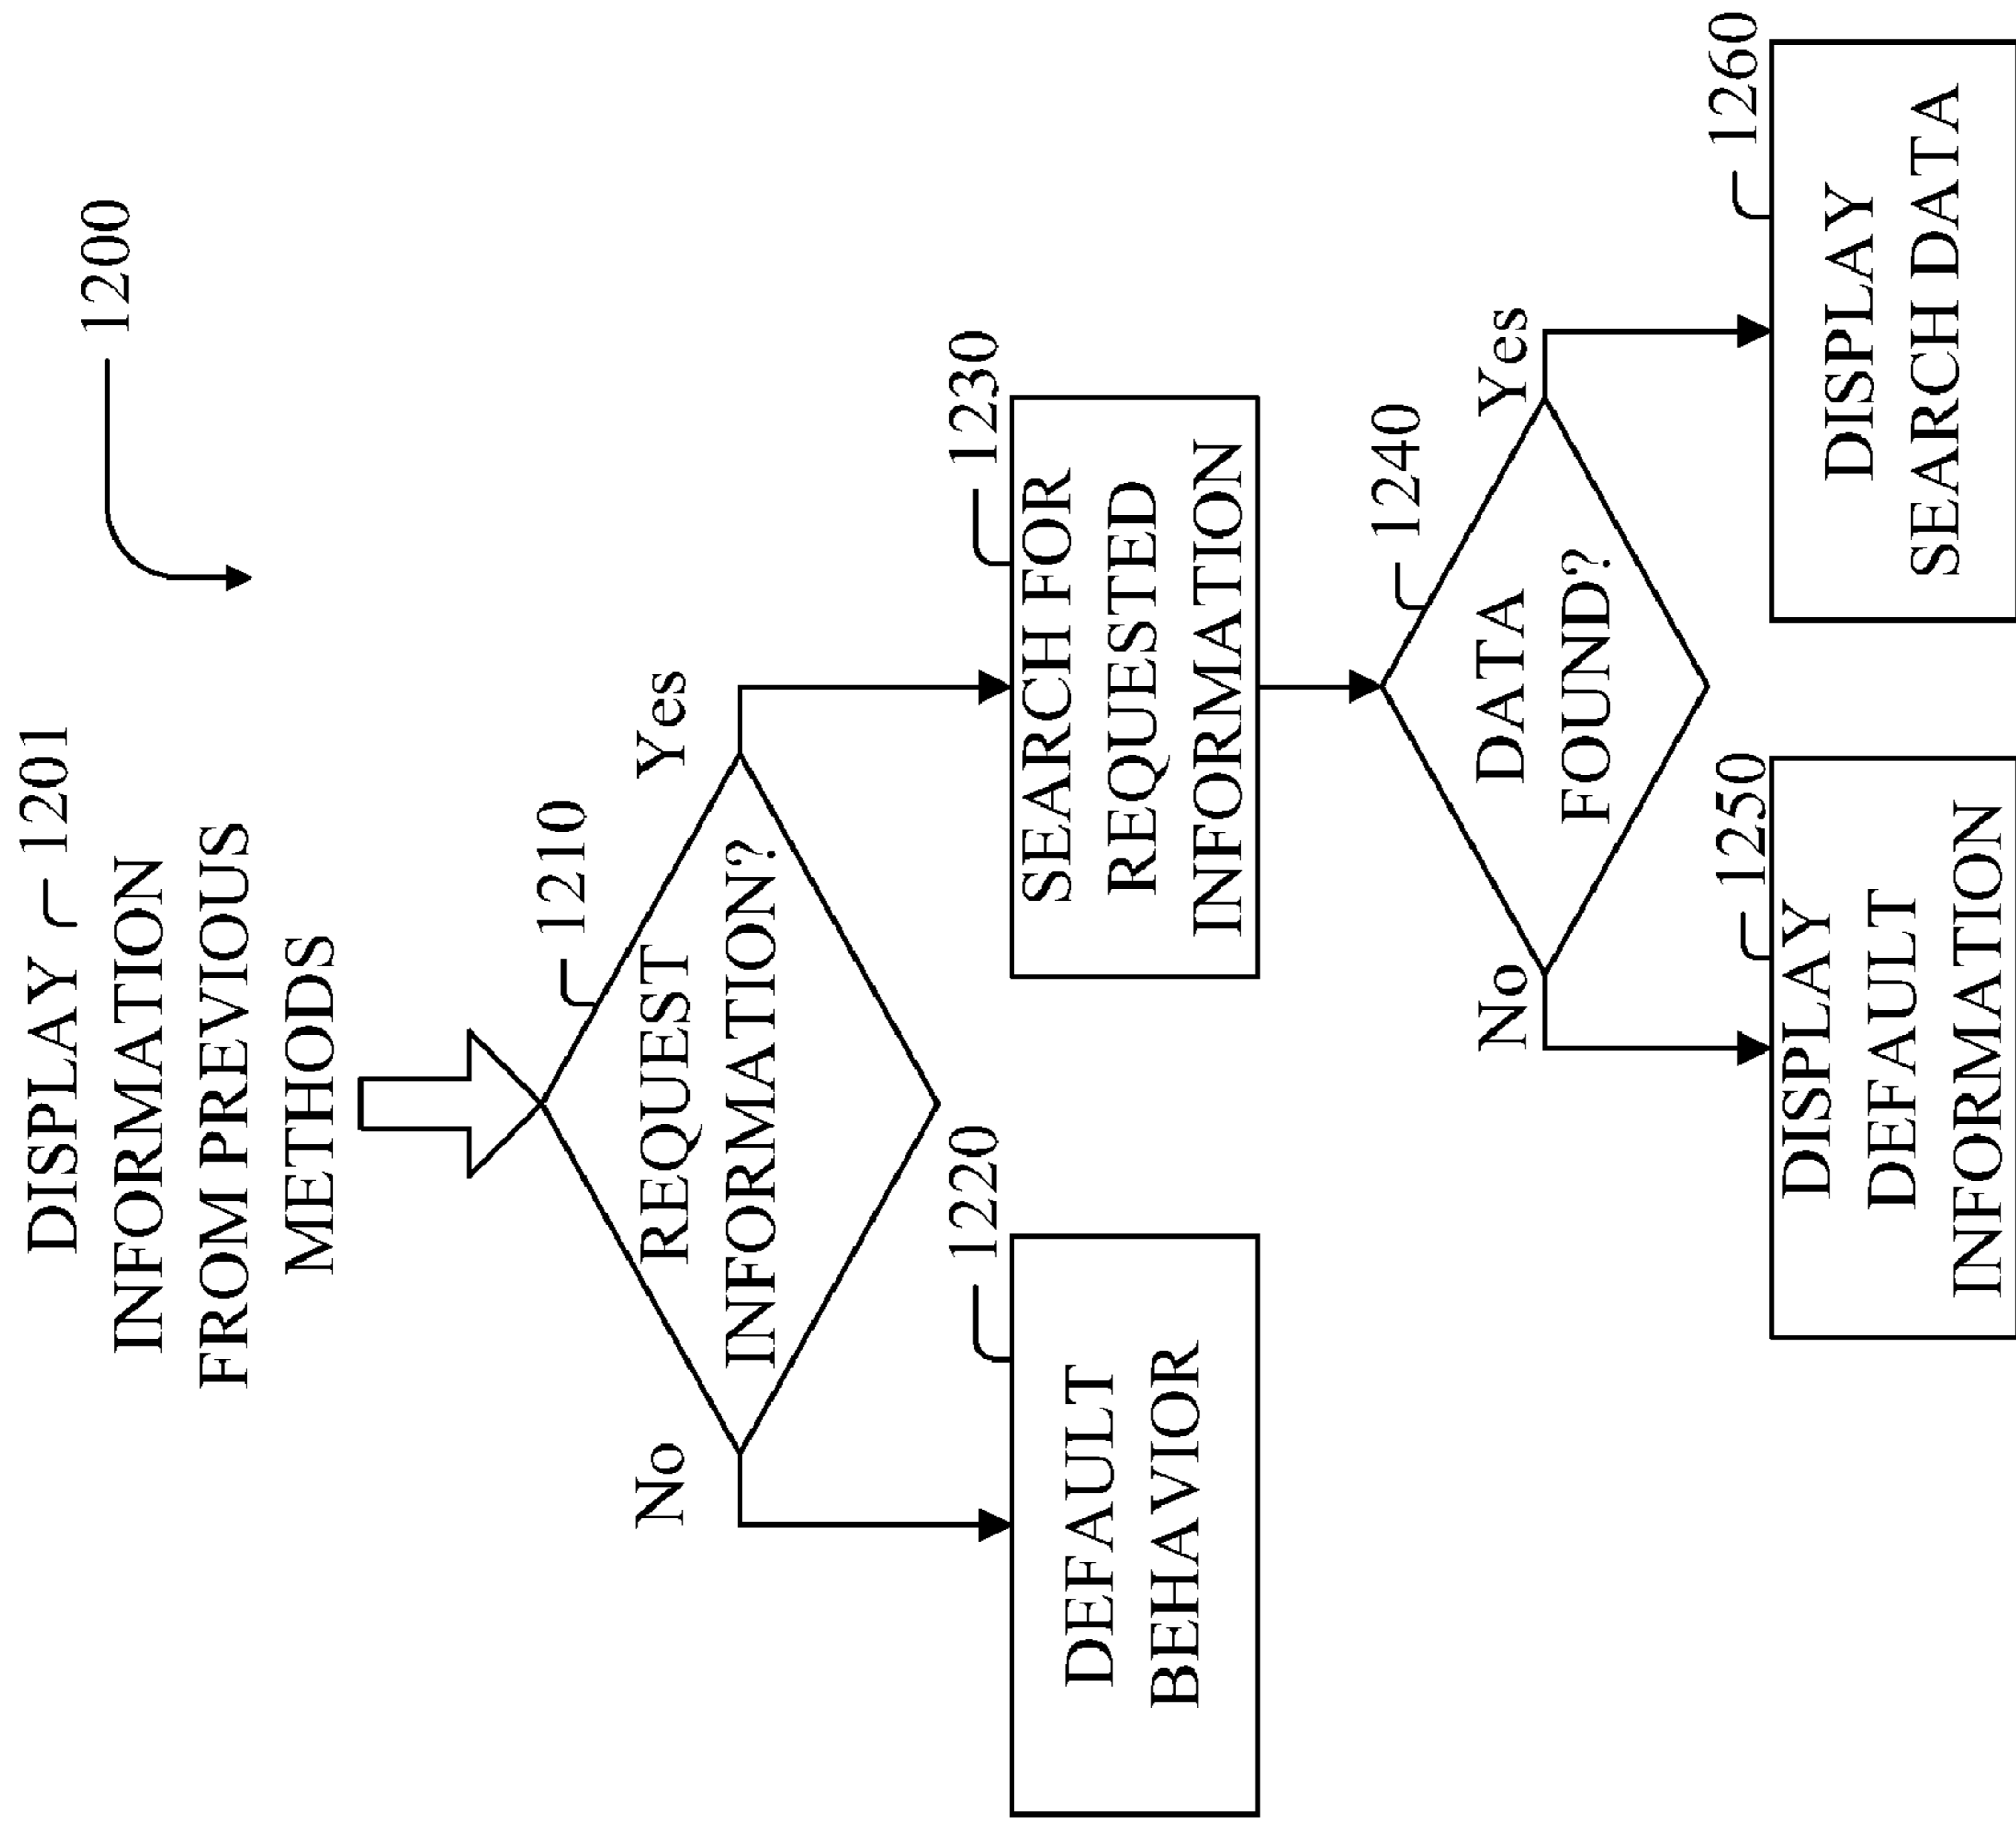 1200
DISPLAY 1201
INFORMATION
FROM PREVIOUS
METHODS
1210
REQUEST
INFORMATION?
No
Yes
1220
DEFAULT
BEHAVIOR
1230
SEARCH FOR
REQUESTED
INFORMATION
1240
DATA
FOUND?
No
Yes
1250
DISPLAY
DEFAULT
INFORMATION
1260
DISPLAY
SEARCH DATA